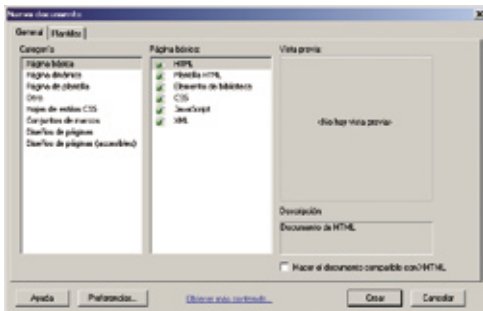 Nuevo documento
General Plantillas
Categoría:
Página básica
Página dinámica
Página de plantilla
Otro
Hojas de estilos CSS
Conjuntos de marcos
Diseños de páginas
Diseños de páginas (accesibles)
Página básica:
HTML
Plantilla HTML
Elemento de biblioteca
CSS
JavaScript
XML
Vista previa:
<No hay vista previa>
Descripción:
Documento de HTML
Hacer el documento compatible con XHTML
Ayuda Preferencias... Obtener más contenido... Crear Cancelar